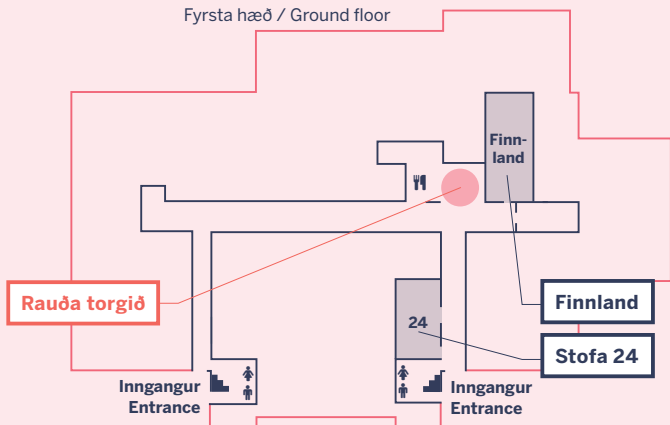 Fyrsta hæð / Ground floor
Finn-
land
Rauða torgið
Finnland
24
Stofa 24
Inngangur
Entrance
Inngangur
Entrance